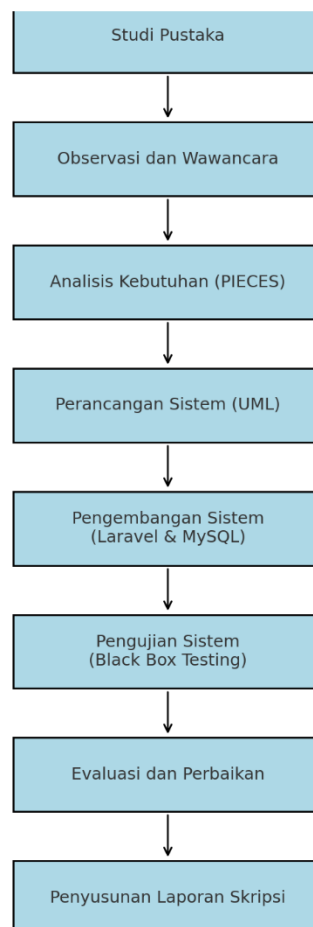 Studi Pustaka
Observasi dan Wawancara
Analisis Kebutuhan (PIECES)
Perancangan Sistem (UML)
Pengembangan Sistem
(Laravel & MySQL)
Pengujian Sistem
(Black Box Testing)
Evaluasi dan Perbaikan
Penyusunan Laporan Skripsi